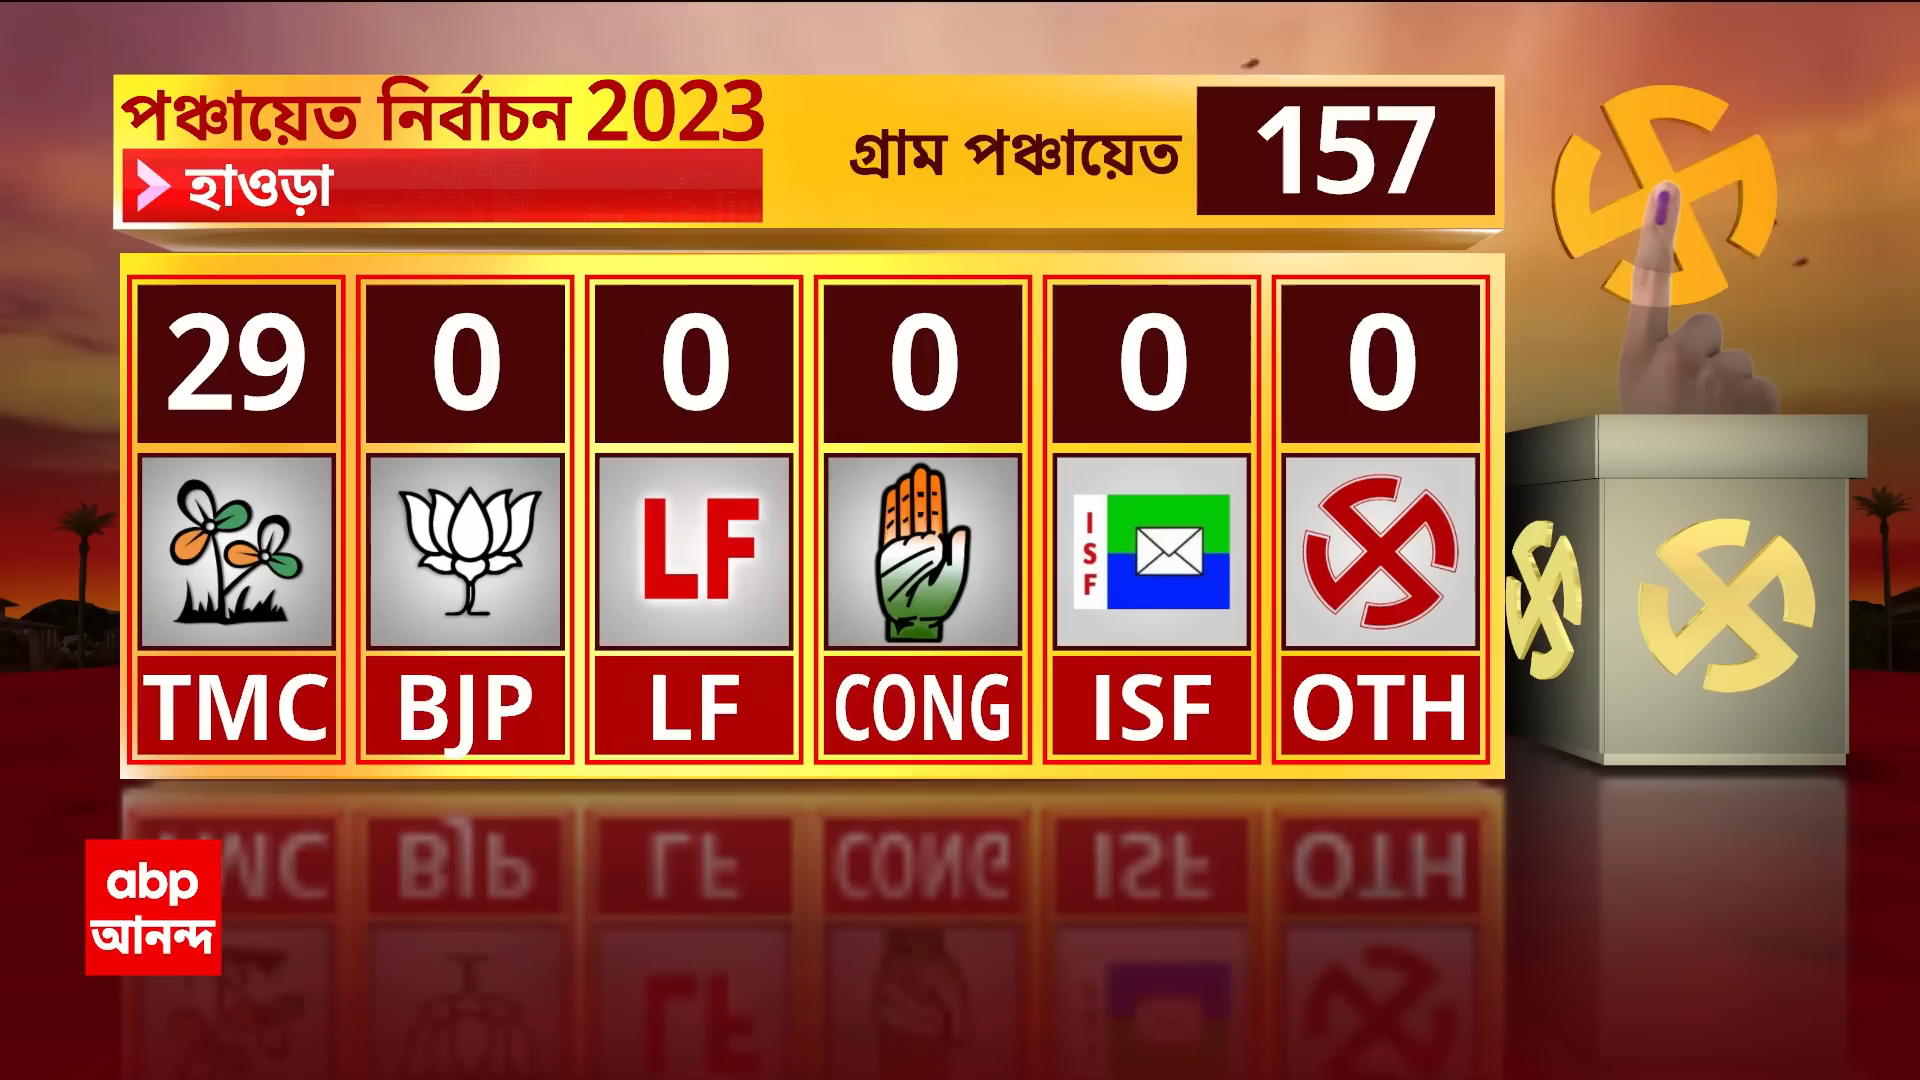 পঞ্চায়েত নির্বাচন 2023
হাওড়া
গ্রাম পঞ্চায়েত 157
29 0 0 0 0 0
LF
ISF
TMC BJP LF CONG ISF OTH
abp
আনন্দ